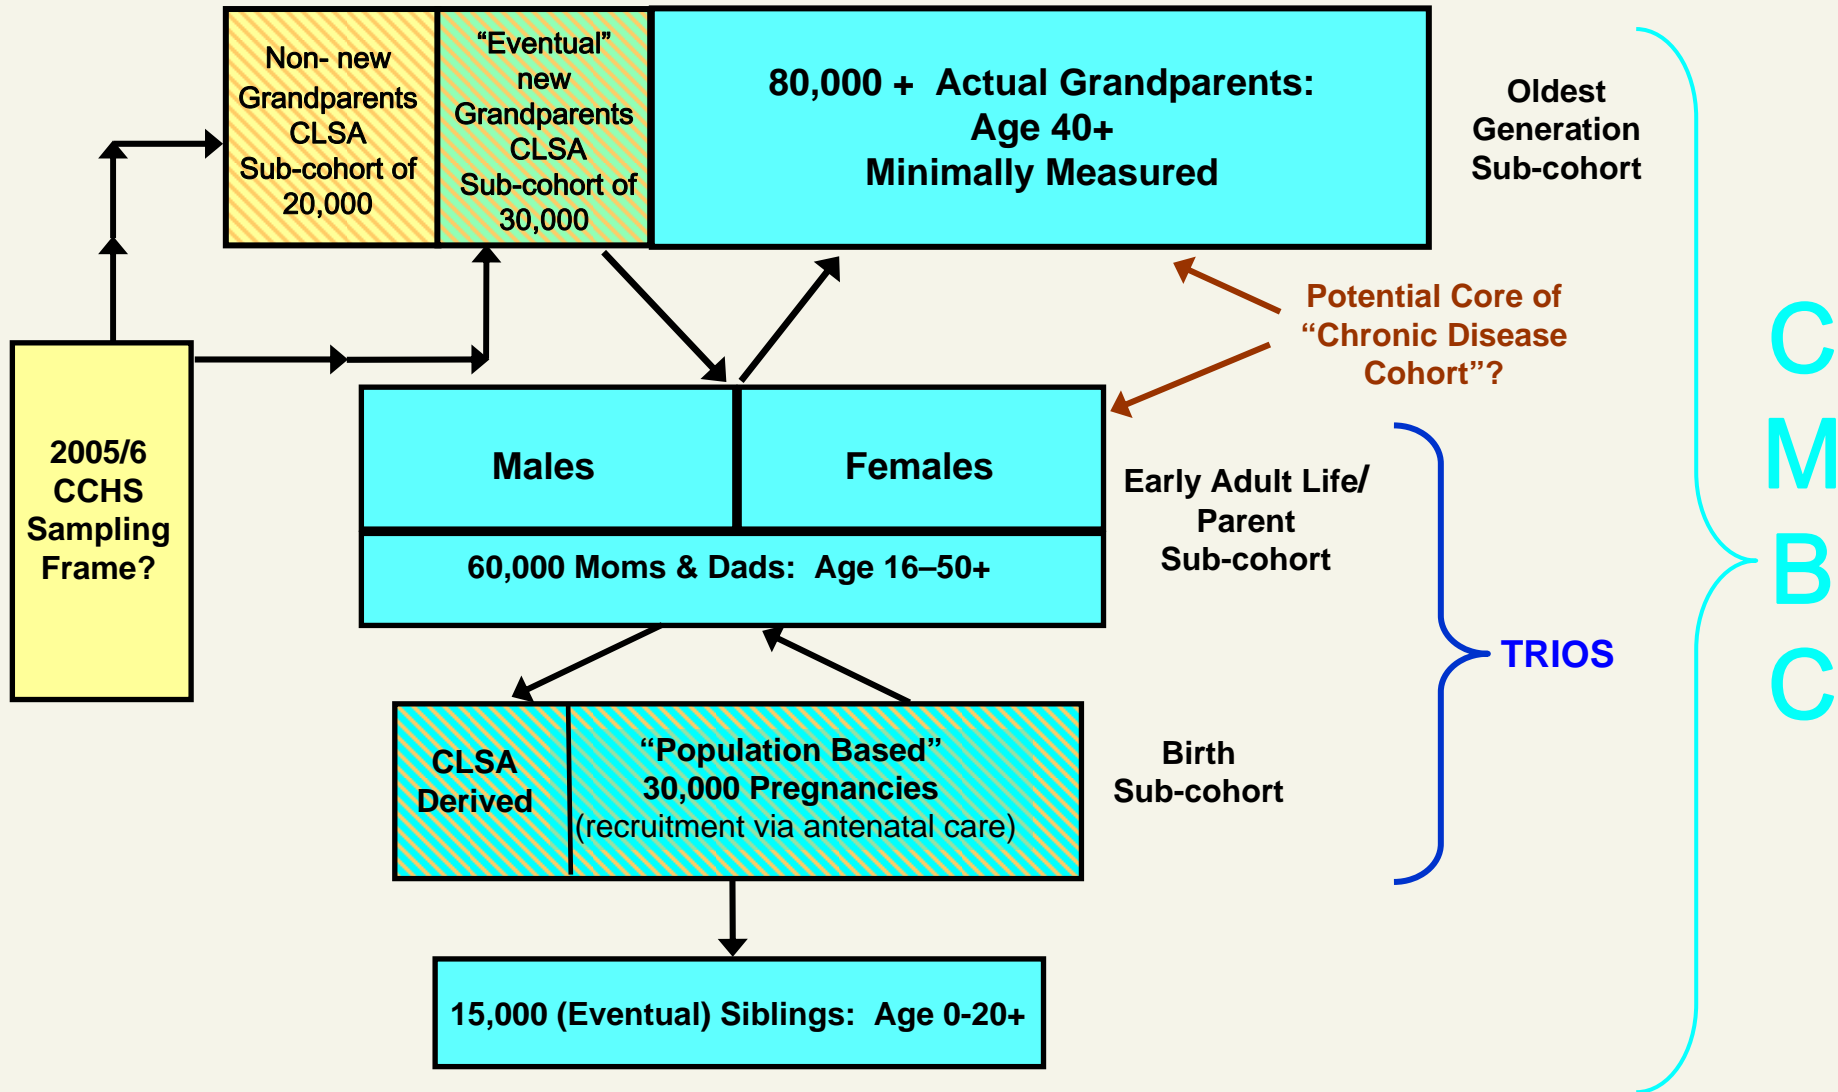 Non- new
Grandparents
CLSA
Sub-cohort of
20,000
“Eventual”
new
Grandparents
CLSA
Sub-cohort of
30,000
80,000 + Actual Grandparents:
Age 40+
Minimally Measured
Oldest
Generation
Sub-cohort
Potential Core of
“Chronic Disease
Cohort”?
2005/6
CCHS
Sampling
Frame?
Males
Females
60,000 Moms & Dads: Age 16–50+
Early Adult Life/
Parent
Sub-cohort
TRIOS
CLSA
Derived
“Population Based”
30,000 Pregnancies
(recruitment via antenatal care)
Birth
Sub-cohort
15,000 (Eventual) Siblings: Age 0-20+
C
M
B
C